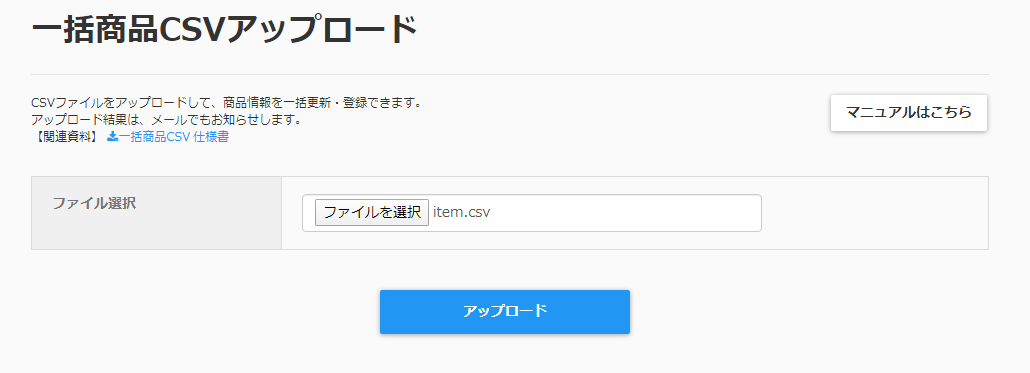 一括商品CSVアップロード
CSVファイルをアップロードして、商品情報を一括更新・登録できます。
アップロード結果は、メールでもお知らせします。
【関連資料】 一括商品CSV 仕様書
マニュアルはこちら
ファイル選択
ファイルを選択 item.csv
アップロード